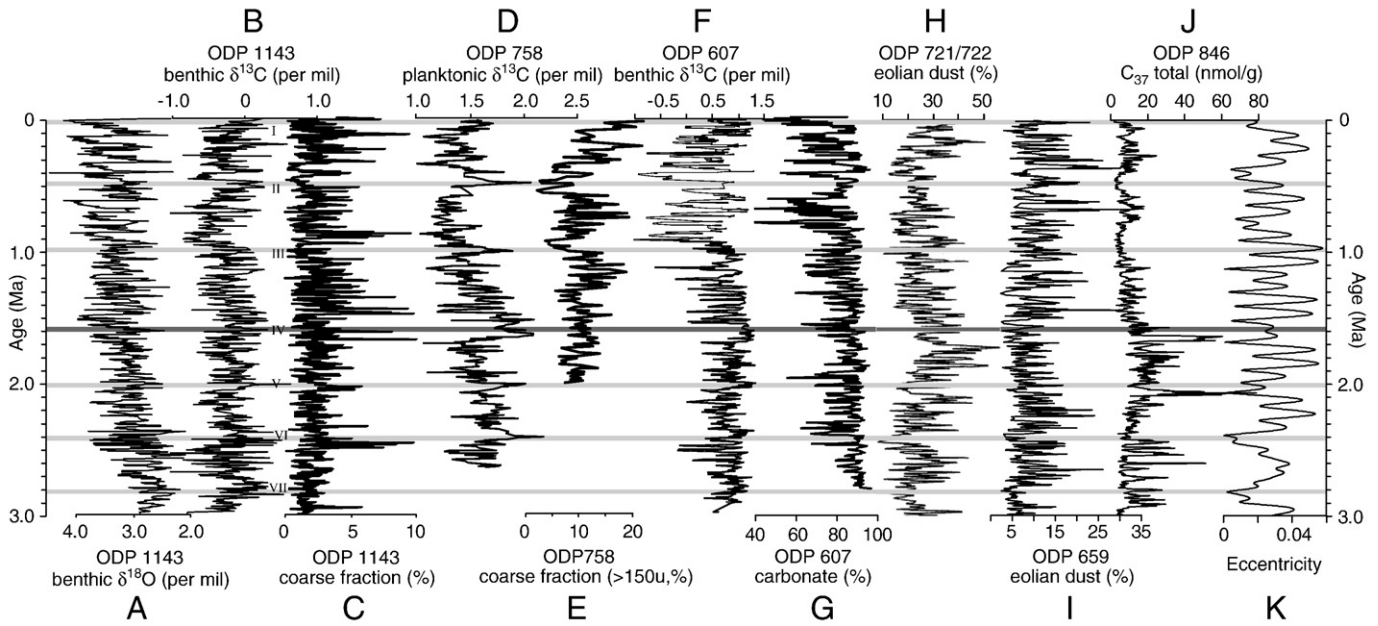 B D F H J
ODP 1143 ODP 758 ODP 607 ODP 721/722 ODP 846
benthic δ¹³C (per mil) planktonic δ¹³C (per mil) benthic δ¹³C (per mil) eolian dust (%) C₃₇ total (nmol/g)
-1.0 0 1.0 1.0 1.5 2.0 2.5 -0.5 0.5 1.5 10 30 50 0 20 40 60 80
0 0
I
II
1.0 1.0
III
Age (Ma) Age (Ma)
IV
2.0 2.0
V
VI
VII
3.0 3.0
4.0 3.0 2.0 0 5 10 0 10 20 40 60 80 100 5 15 25 35 0 0.04
ODP 1143 ODP 1143 ODP758 ODP 607 ODP 659 Eccentricity
benthic δ¹⁸O (per mil) coarse fraction (%) coarse fraction (>150u,%) carbonate (%) eolian dust (%)
A C E G I K